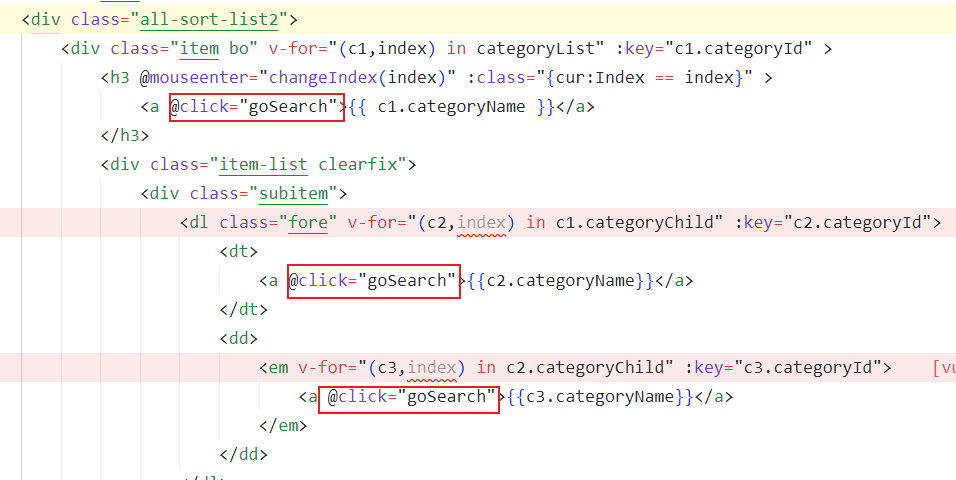 <div class="all-sort-list2">
<div class="item bo" v-for="(c1,index) in categoryList" :key="c1.categoryId" >
<h3 @mouseenter="changeIndex(index)" :class="{cur:Index == index}" >
<a @click="goSearch">{{ c1.categoryName }}</a>
</h3>
<div class="item-list clearfix">
<div class="subitem">
<dl class="fore" v-for="(c2,index) in c1.categoryChild" :key="c2.categoryId">
<dt>
<a @click="goSearch">{{c2.categoryName}}</a>
</dt>
<dd>
<em v-for="(c3,index) in c2.categoryChild" :key="c3.categoryId">
<a @click="goSearch">{{c3.categoryName}}</a>
</em>
</dd>